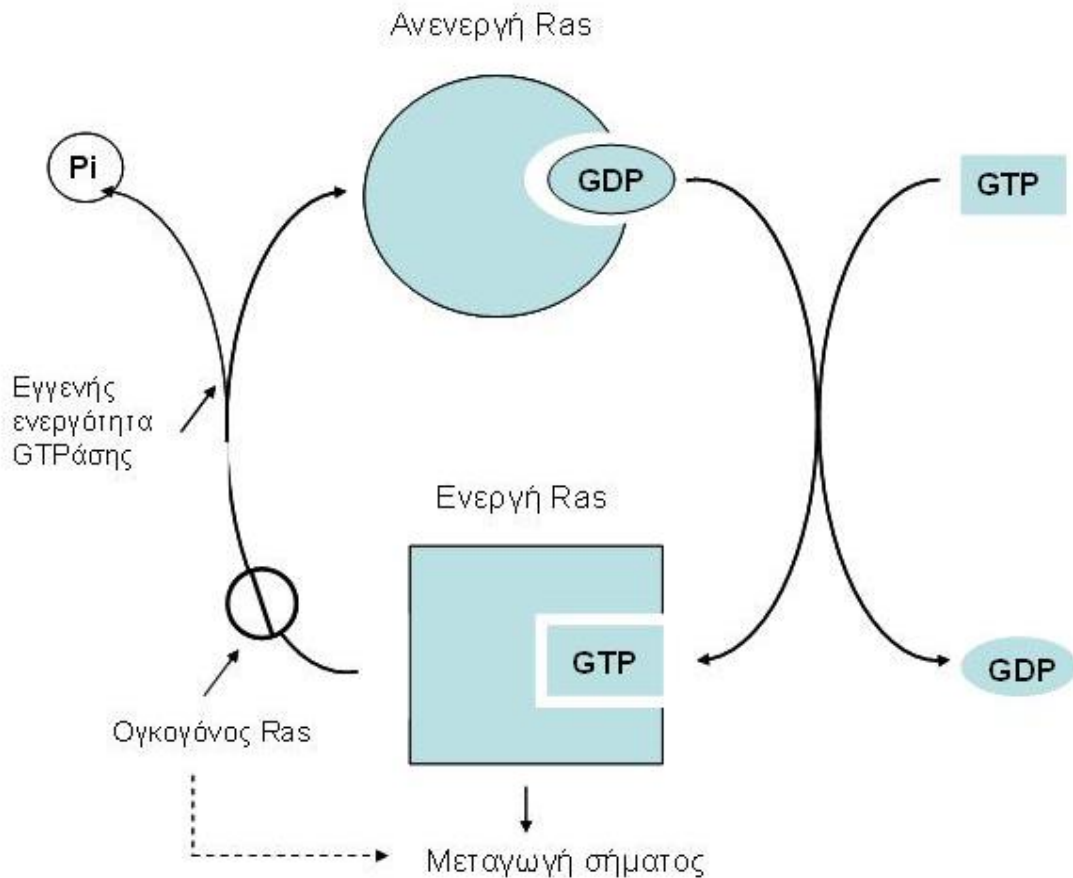 Ανενεργή Ras
Pi
GDP
GTP
Εγγενής
ενεργότητα
GTPάσης
Ενεργή Ras
GTP
GDP
Ογκογόνος Ras
Μεταγωγή σήματος